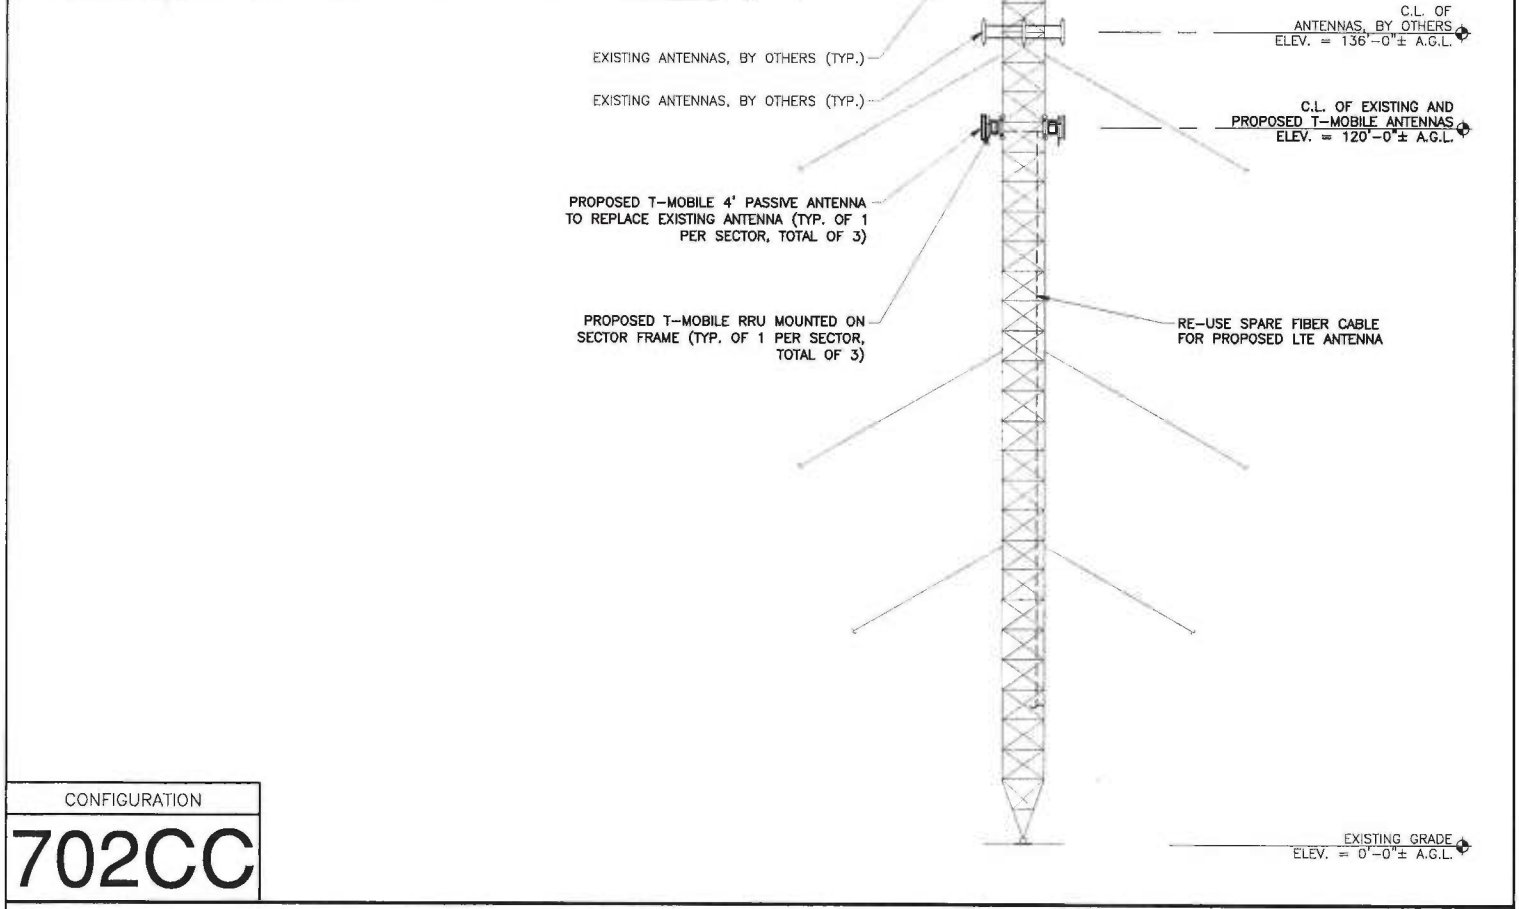 C.L. OF
ANTENNAS, BY OTHERS
ELEV. = 136'-0"± A.G.L.
EXISTING ANTENNAS, BY OTHERS (TYP.)
EXISTING ANTENNAS, BY OTHERS (TYP.)
C.L. OF EXISTING AND
PROPOSED T-MOBILE ANTENNAS
ELEV. = 120'-0"± A.G.L.
PROPOSED T-MOBILE 4' PASSIVE ANTENNA
TO REPLACE EXISTING ANTENNA (TYP. OF 1
PER SECTOR, TOTAL OF 3)
PROPOSED T-MOBILE RRU MOUNTED ON
SECTOR FRAME (TYP. OF 1 PER SECTOR,
TOTAL OF 3)
RE-USE SPARE FIBER CABLE
FOR PROPOSED LTE ANTENNA
CONFIGURATION
702CC
EXISTING GRADE
ELEV. = 0'-0"± A.G.L.